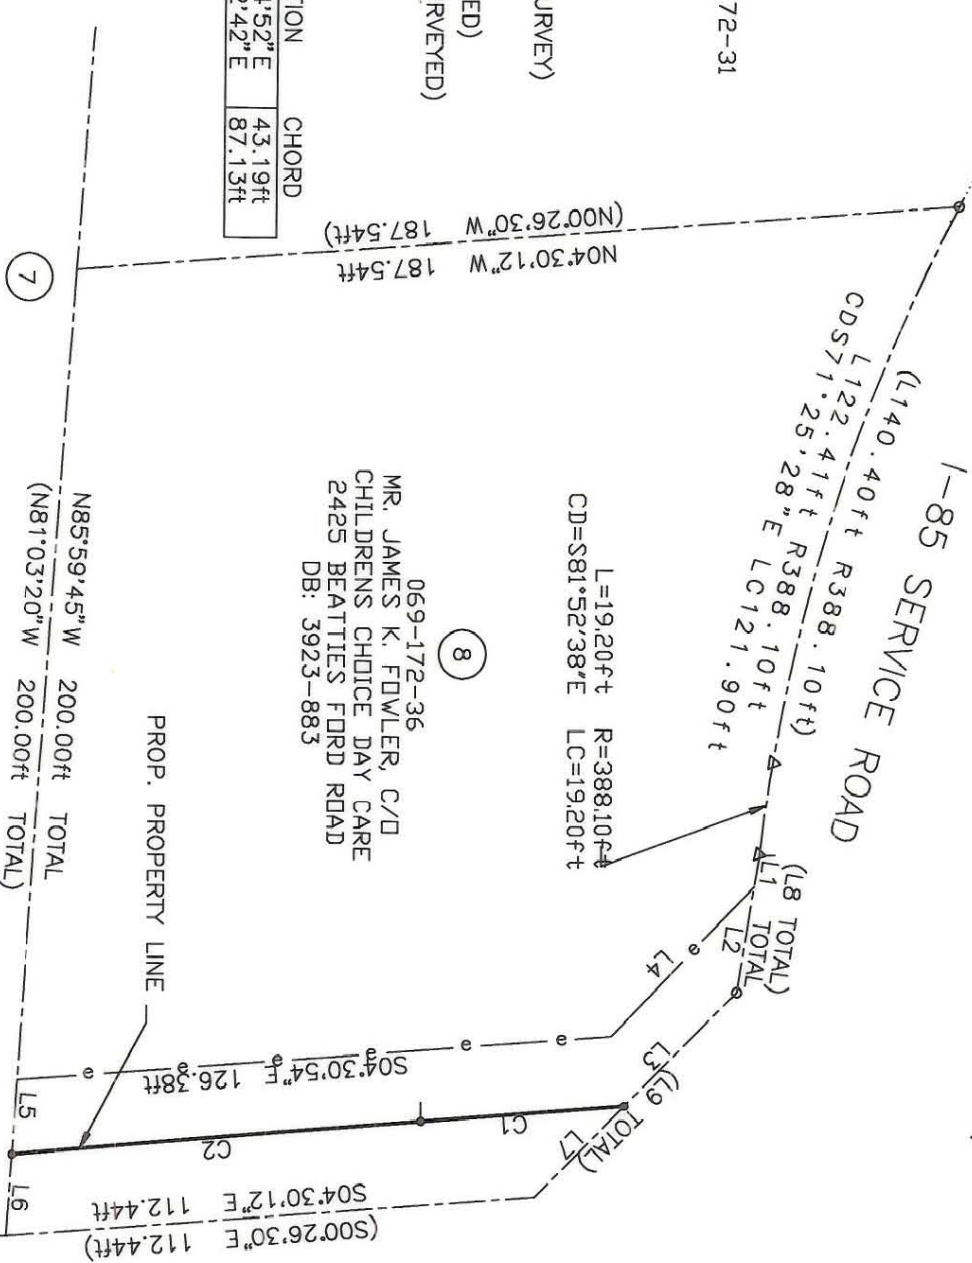 72-31
URVEY)
ED)
RVEYED)
TION CHORD
'52"E 43.19ft
'42"E 87.13ft
(N00°26'30"W 187.54ft)
N04°30'12"W 187.54ft
I-85 SERVICE ROAD
(L140.40ft R388.10ft)
L122.41ft R388.10ft
CDS71°25'28"E LC121.90ft
L=19.20ft R=388.10ft
CD=S81°52'38"E LC=19.20ft
(L8 TOTAL)
L1 TOTAL
L2
L3 (L9 TOTAL)
L7
L4
8
069-172-36
MR. JAMES K. FOWLER, C/O
CHILDRENS CHOICE DAY CARE
2425 BEATTIES FORD ROAD
DB: 3923-883
PROP. PROPERTY LINE
e e e e e e e
S04°30'54"E 126.38ft
C1
C2
L5
L6
S04°30'12"E 112.44ft
(S00°26'30"E 112.44ft)
7
N85°59'45"W 200.00ft TOTAL
(N81°03'20"W 200.00ft TOTAL)